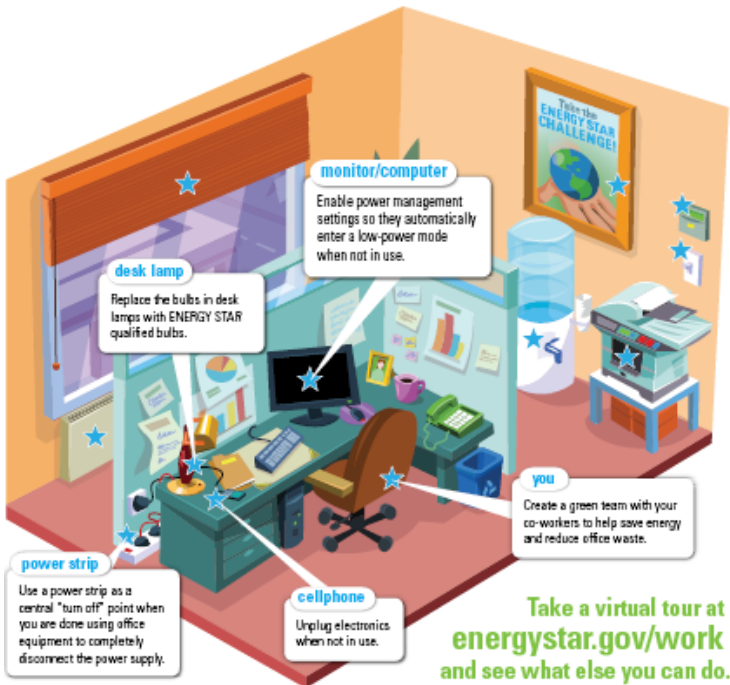 Take the
ENERGY STAR
CHALLENGE!
monitor/computer
Enable power management
settings so they automatically
enter a low-power mode
when not in use.
desk lamp
Replace the bulbs in desk
lamps with ENERGY STAR
qualified bulbs.
you
Create a green team with your
co-workers to help save energy
and reduce office waste.
power strip
Use a power strip as a
central "turn off" point when
you are done using office
equipment to completely
disconnect the power supply.
cellphone
Unplug electronics
when not in use.
Take a virtual tour at
energystar.gov/work
and see what else you can do.